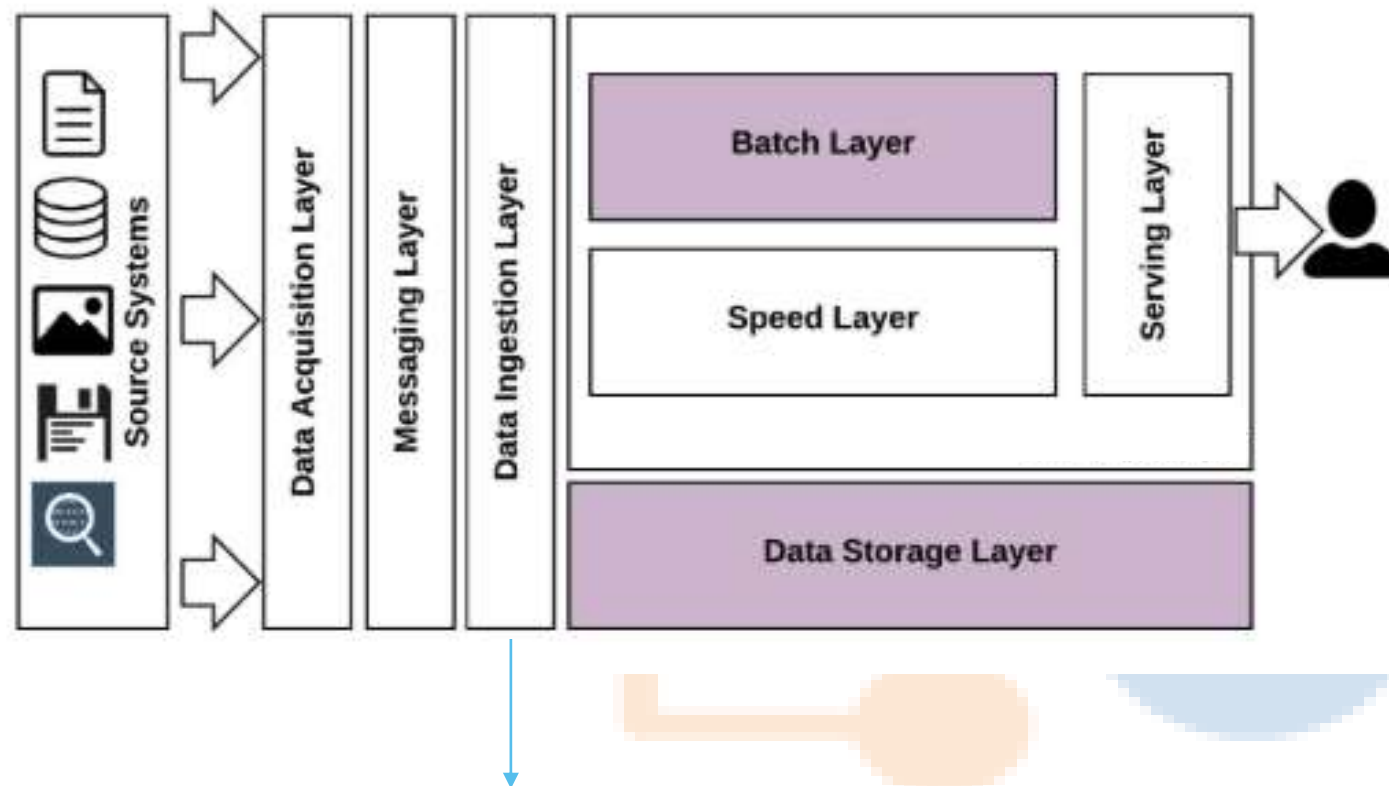 Source Systems
Data Acquisition Layer
Messaging Layer
Data Ingestion Layer
Batch Layer
Speed Layer
Serving Layer
Data Storage Layer